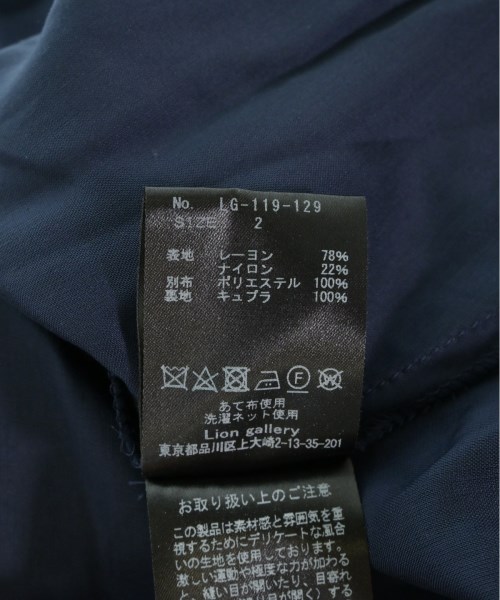 No. LG-119-129
SIZE 2
表地 レーヨン 78%
ナイロン 22%
別布 ポリエステル 100%
裏地 キュプラ 100%
F W
あて布使用
洗濯ネット使用
Lion gallery
東京都品川区上大崎2-13-35-201
お取り扱い上のご注意
この製品は素材感と雰囲気を重
視するためにデリケートな風合
いの生地を使用しております。
激しい運動や極度な力が加わる
と、縫い目が開いたり、目寄れ